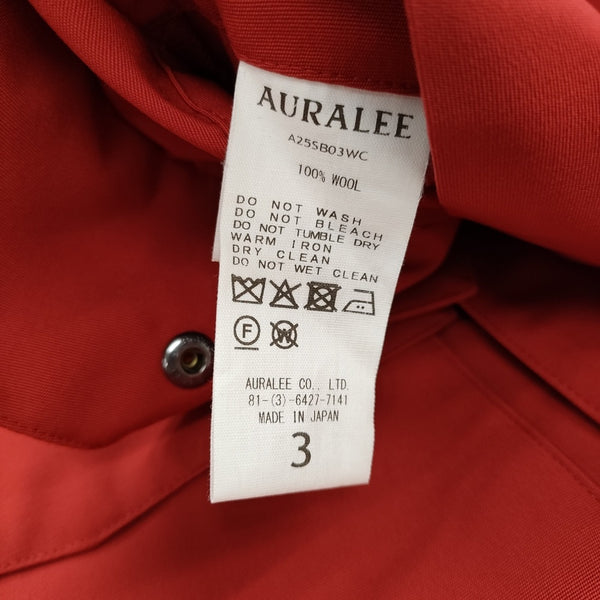 AURALEE
A25SB03WC
100% WOOL
DO NOT WASH
DO NOT BLEACH
DO NOT TUMBLE DRY
WARM IRON
DRY CLEAN
DO NOT WET CLEAN
F W
AURALEE CO., LTD.
81-(3)-6427-7141
MADE IN JAPAN
3